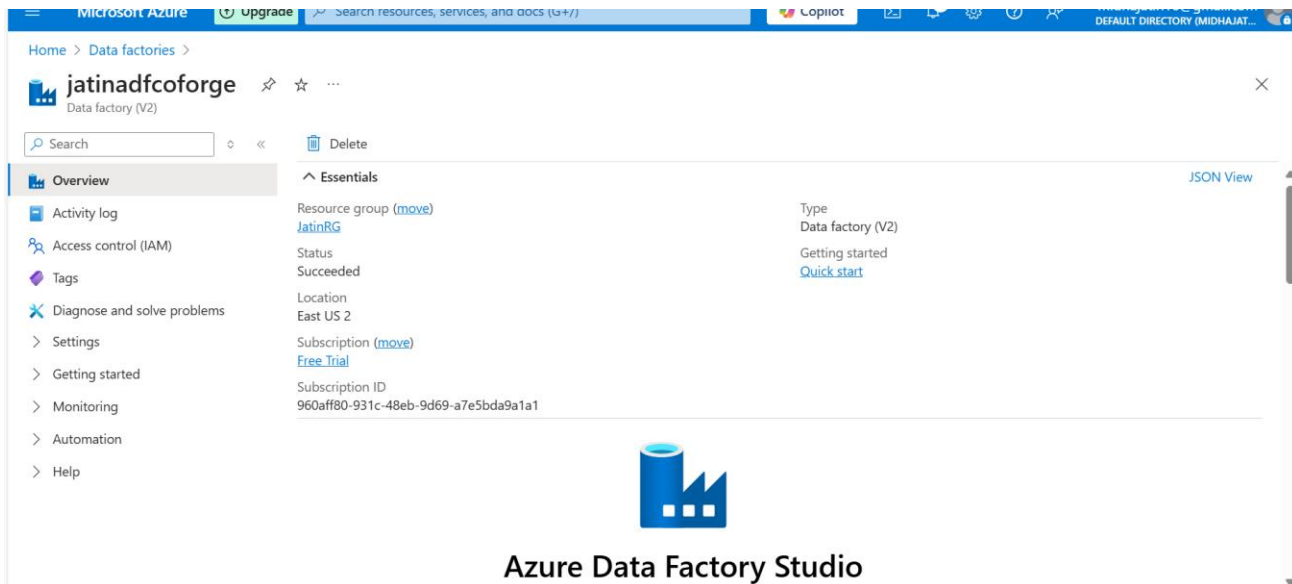 Microsoft Azure Upgrade Search resources, services, and docs (G+/) Copilot
DEFAULT DIRECTORY (MIDHAJAT...
Home > Data factories >
jatinadfcoforge
Data factory (V2)
Search
Delete
Overview
Activity log
Access control (IAM)
Tags
Diagnose and solve problems
Settings
Getting started
Monitoring
Automation
Help
Essentials
JSON View
Resource group (move)
JatinRG
Status
Succeeded
Location
East US 2
Subscription (move)
Free Trial
Subscription ID
960aff80-931c-48eb-9d69-a7e5bda9a1a1
Type
Data factory (V2)
Getting started
Quick start
Azure Data Factory Studio